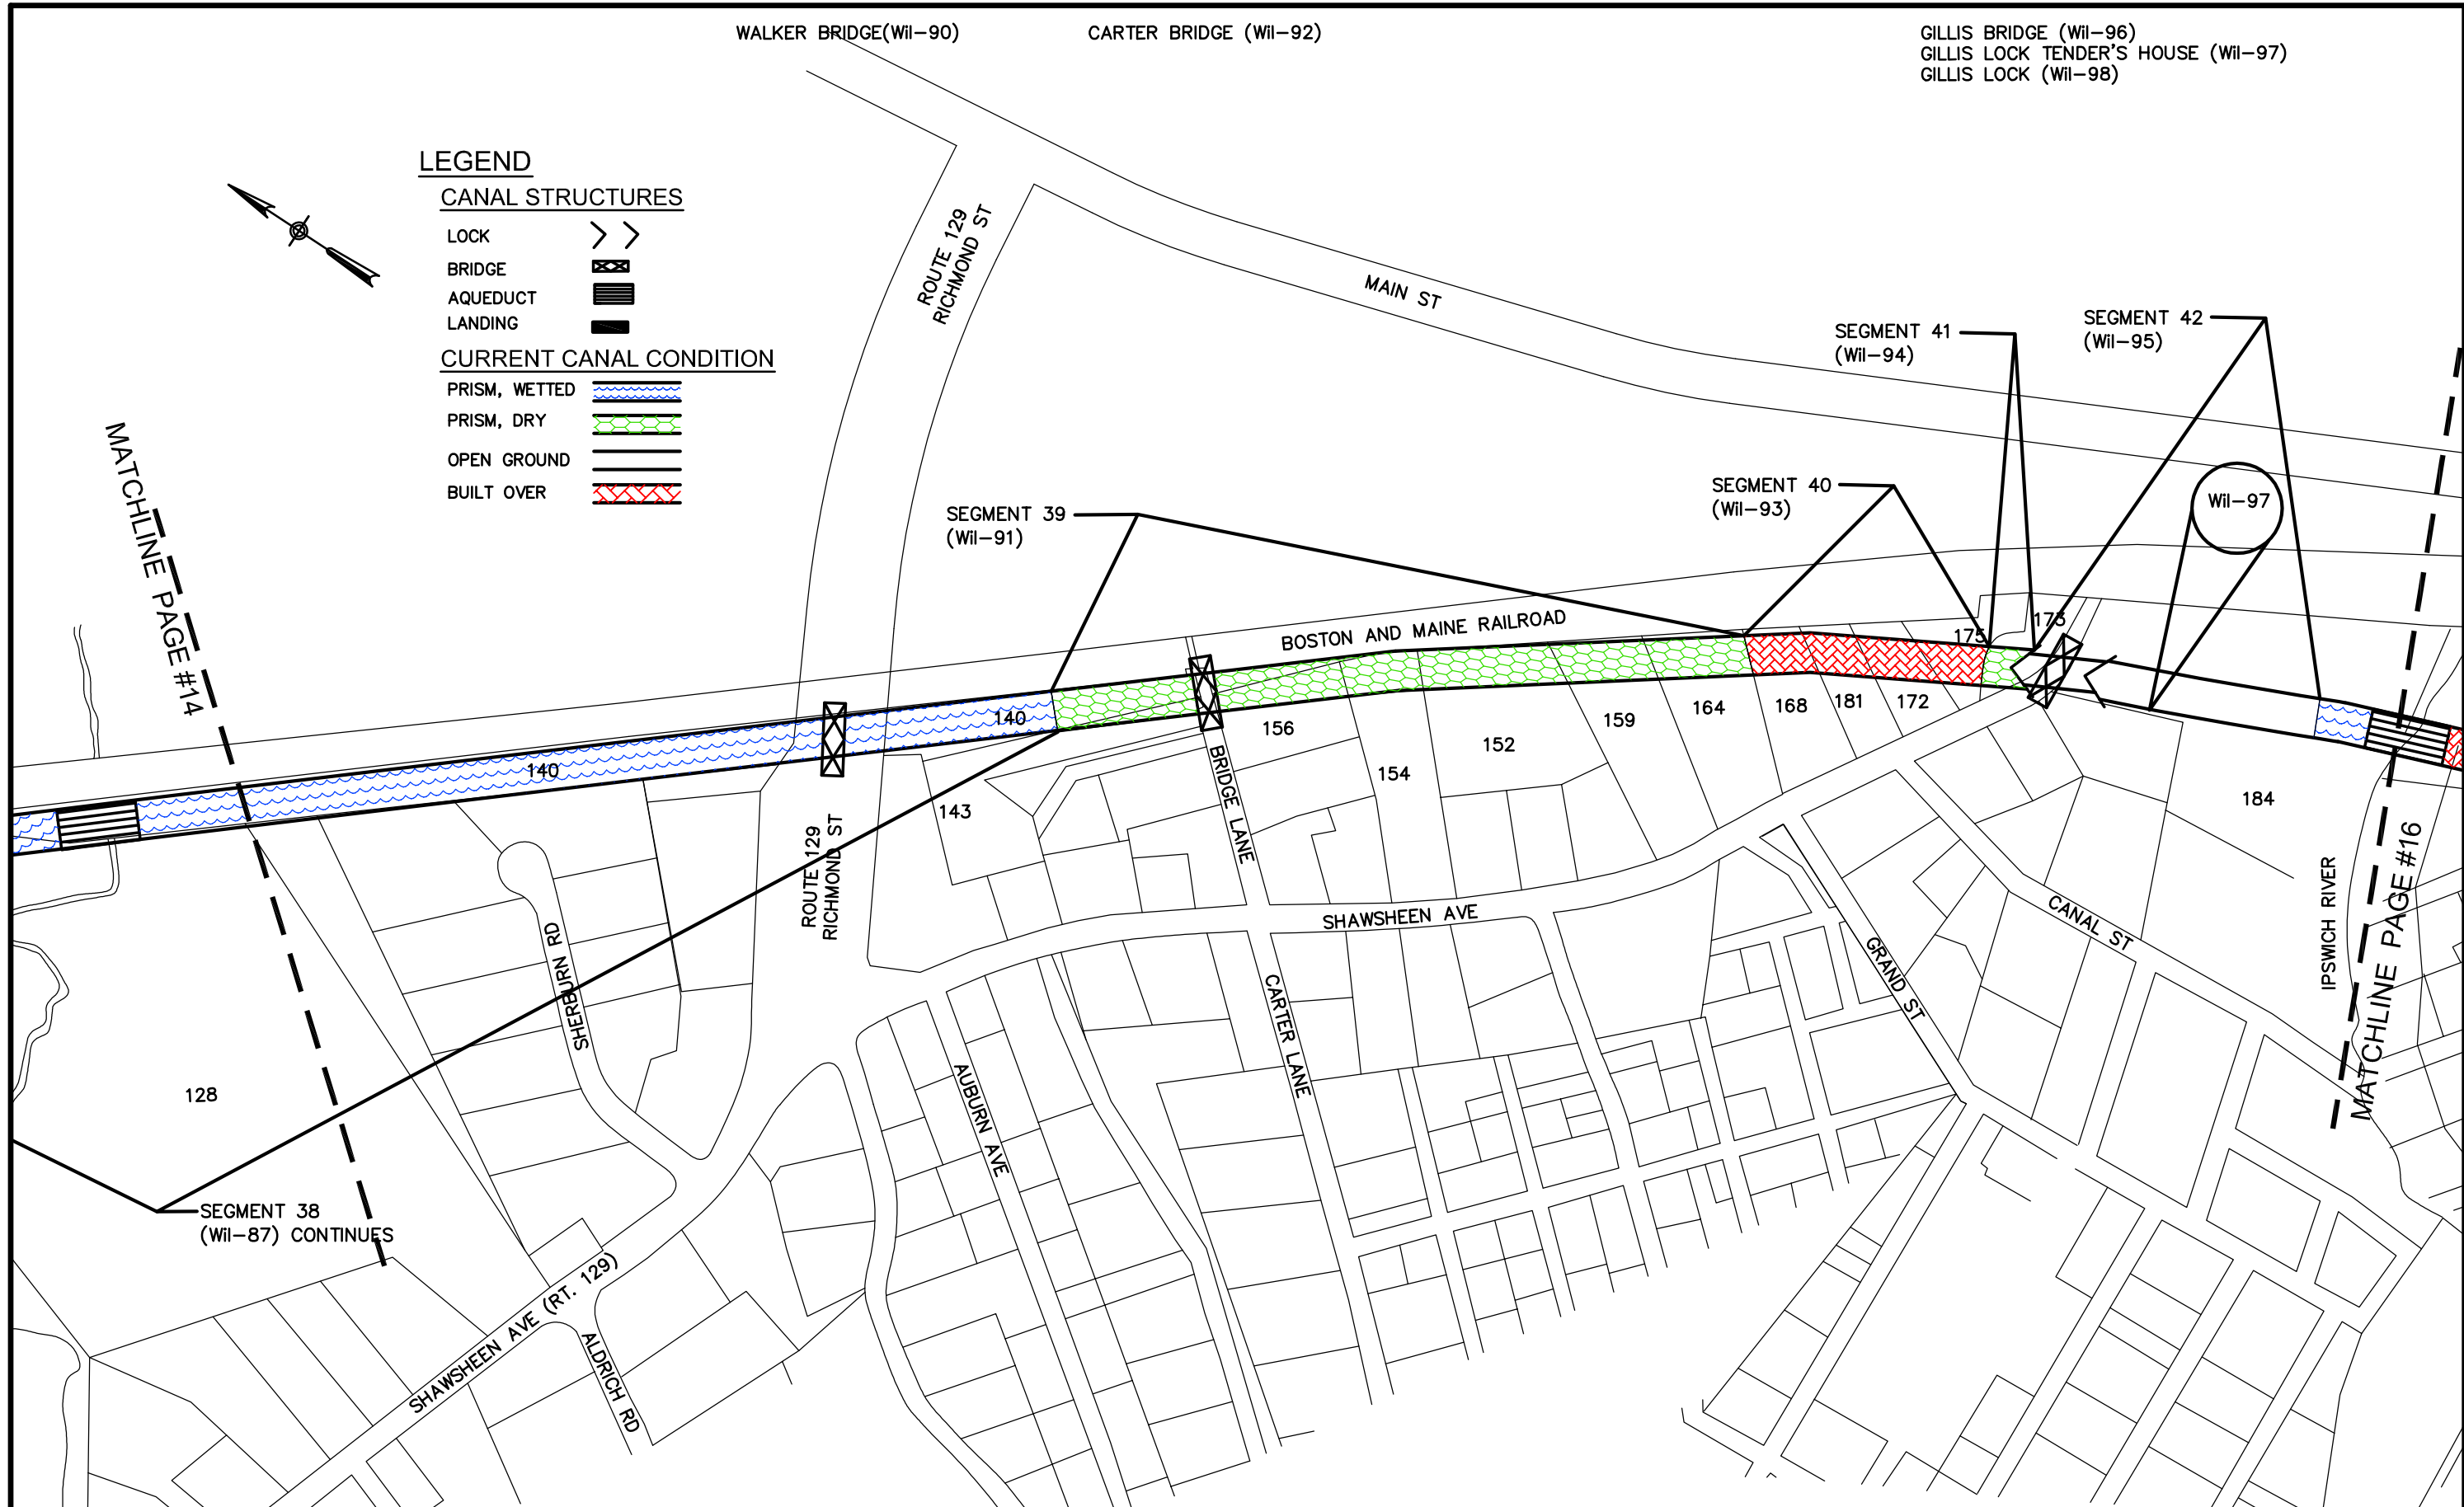 WALKER BRIDGE(Wil-90)
CARTER BRIDGE (Wil-92)
GILLIS BRIDGE (Wil-96)
GILLIS LOCK TENDER'S HOUSE (Wil-97)
GILLIS LOCK (Wil-98)
LEGEND
CANAL STRUCTURES
LOCK
BRIDGE
AQUEDUCT
LANDING
CURRENT CANAL CONDITION
PRISM, WETTED
PRISM, DRY
OPEN GROUND
BUILT OVER
ROUTE 129
RICHMOND ST
MAIN ST
SEGMENT 41
(Wil-94)
SEGMENT 42
(Wil-95)
MATCHLINE PAGE #14
SEGMENT 39
(Wil-91)
SEGMENT 40
(Wil-93)
Wil-97
BOSTON AND MAINE RAILROAD
175
173
140
140
156
152
159
164
168
181
172
154
143
184
BRIDGE LANE
ROUTE 129
RICHMOND ST
SHERBURN RD
SHAWSHEEN AVE
CANAL ST
GRAND ST
IPSWICH RIVER
MATCHLINE PAGE #16
CARTER LANE
AUBURN AVE
128
SEGMENT 38
(Wil-87) CONTINUES
SHAWSHEEN AVE (RT. 129)
ALDRICH RD